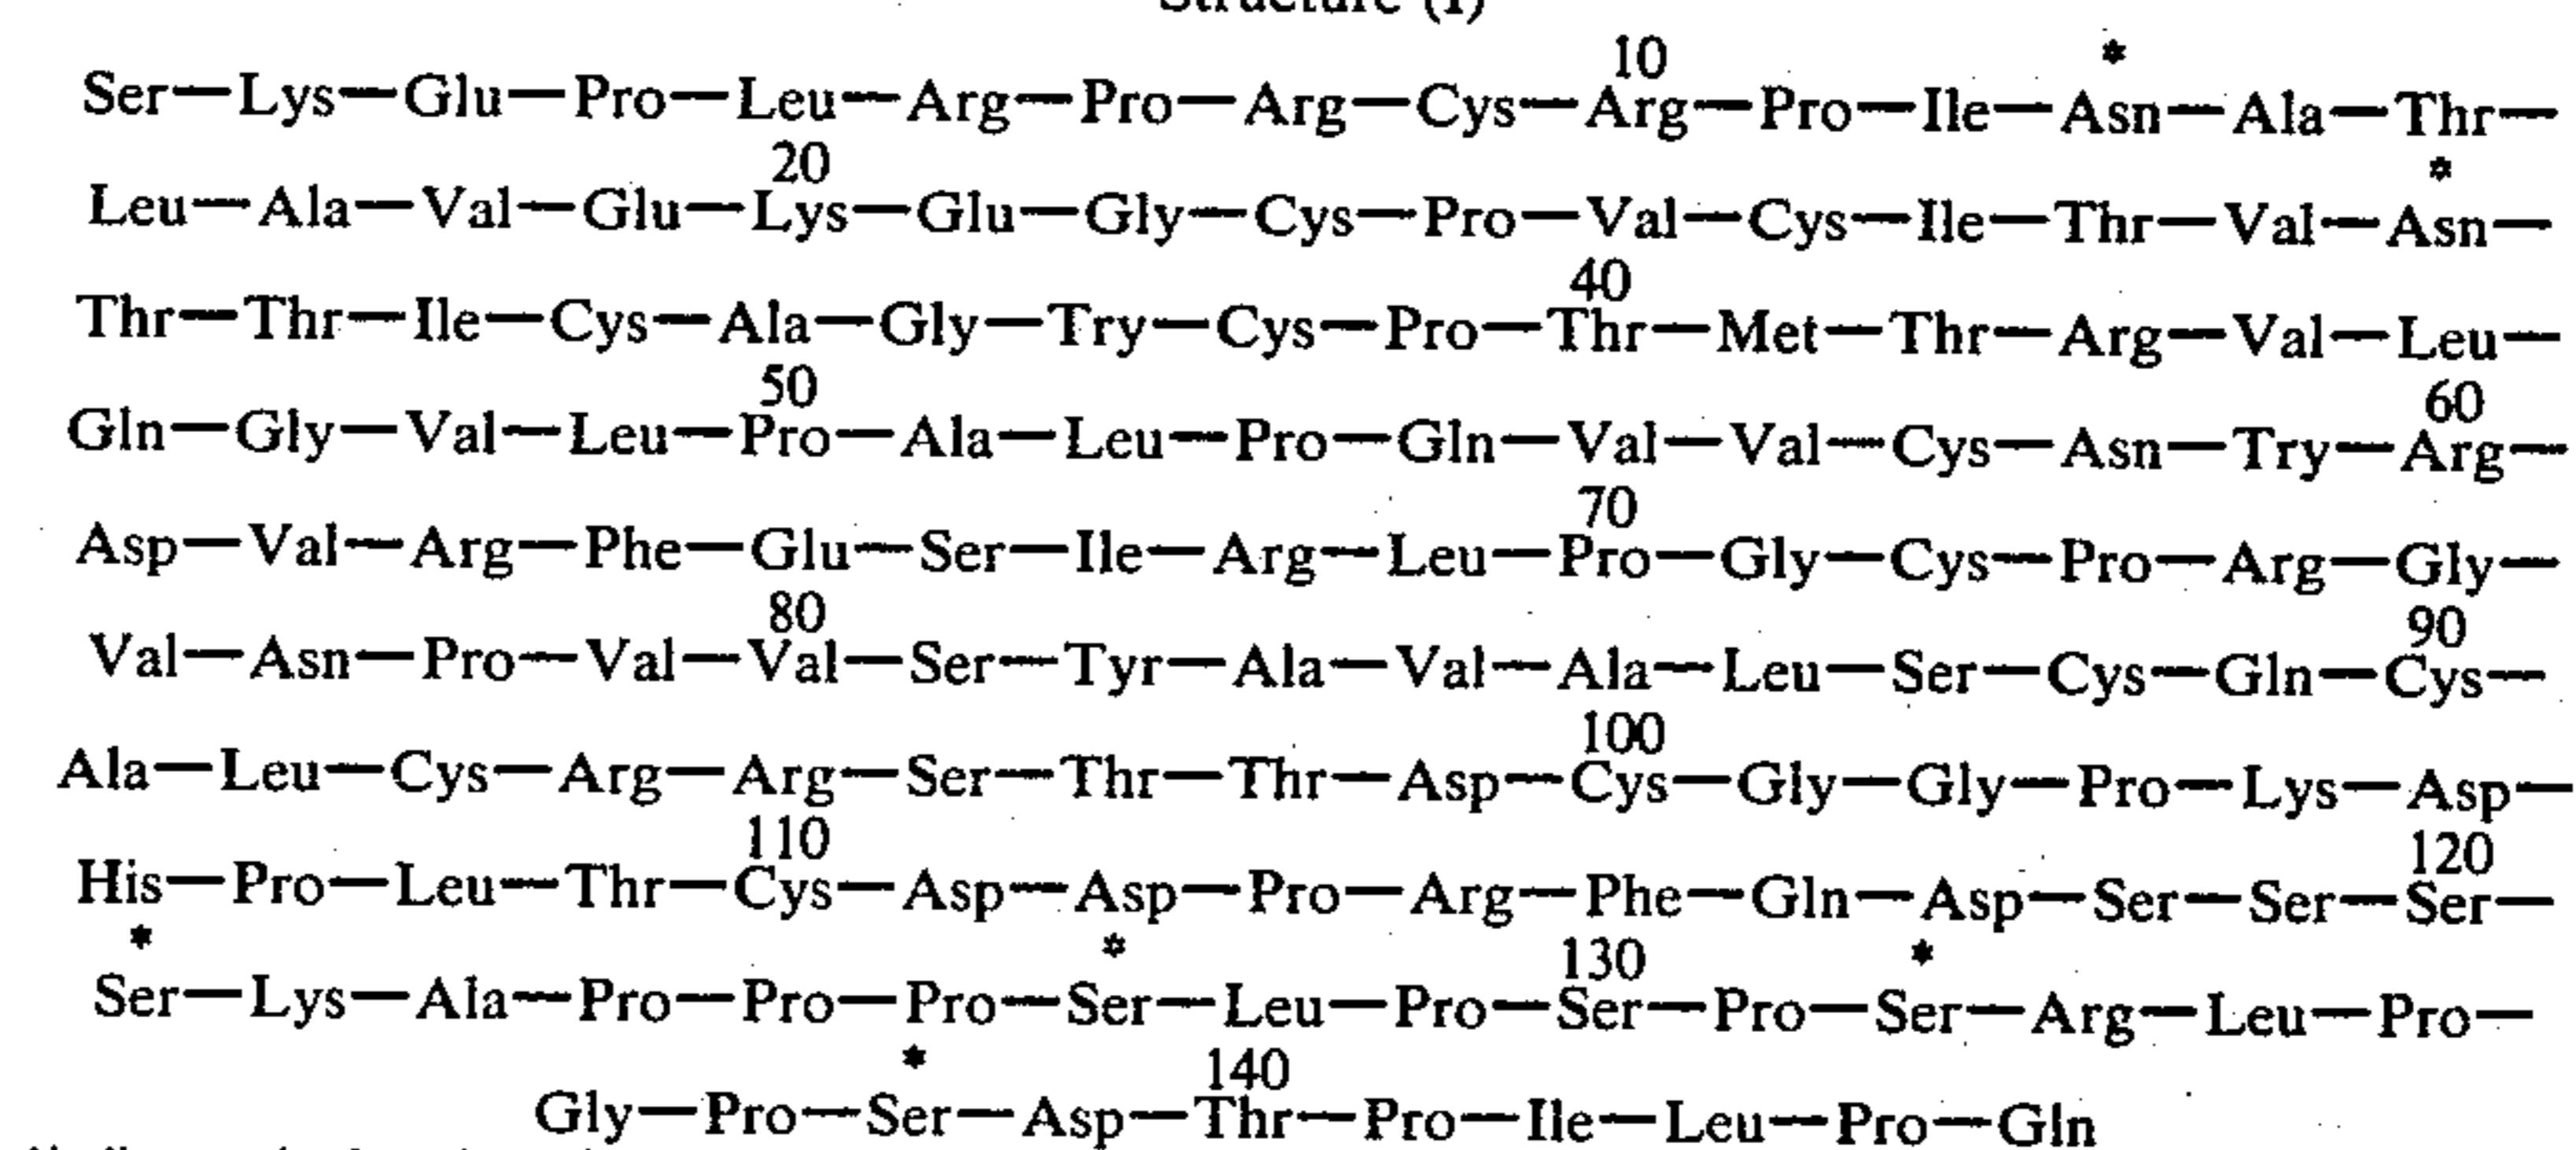 Structure (I)
10 *
Ser—Lys—Glu—Pro—Leu—Arg—Pro—Arg—Cys—Arg—Pro—Ile—Asn—Ala—Thr—
20 *
Leu—Ala—Val—Glu—Lys—Glu—Gly—Cys—Pro—Val—Cys—Ile—Thr—Val—Asn—
40
Thr—Thr—Ile—Cys—Ala—Gly—Try—Cys—Pro—Thr—Met—Thr—Arg—Val—Leu—
50 60
Gln—Gly—Val—Leu—Pro—Ala—Leu—Pro—Gln—Val—Val—Cys—Asn—Try—Arg—
70
Asp—Val—Arg—Phe—Glu—Ser—Ile—Arg—Leu—Pro—Gly—Cys—Pro—Arg—Gly—
80 90
Val—Asn—Pro—Val—Val—Ser—Tyr—Ala—Val—Ala—Leu—Ser—Cys—Gln—Cys—
100
Ala—Leu—Cys—Arg—Arg—Ser—Thr—Thr—Asp—Cys—Gly—Gly—Pro—Lys—Asp—
110 120
His—Pro—Leu—Thr—Cys—Asp—Asp—Pro—Arg—Phe—Gln—Asp—Ser—Ser—Ser—
* * 130 *
Ser—Lys—Ala—Pro—Pro—Pro—Ser—Leu—Pro—Ser—Pro—Ser—Arg—Leu—Pro—
* 140
Gly—Pro—Ser—Asp—Thr—Pro—Ile—Leu—Pro—Gln